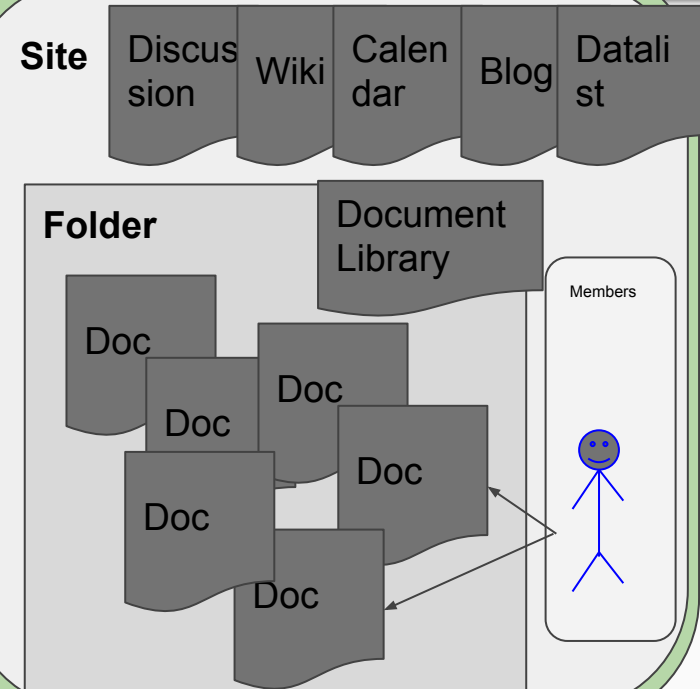 Site
Discus
sion
Wiki
Calen
dar
Blog
Datali
st
Folder
Document
Library
Members
Doc
Doc
Doc
Doc
Doc
Doc